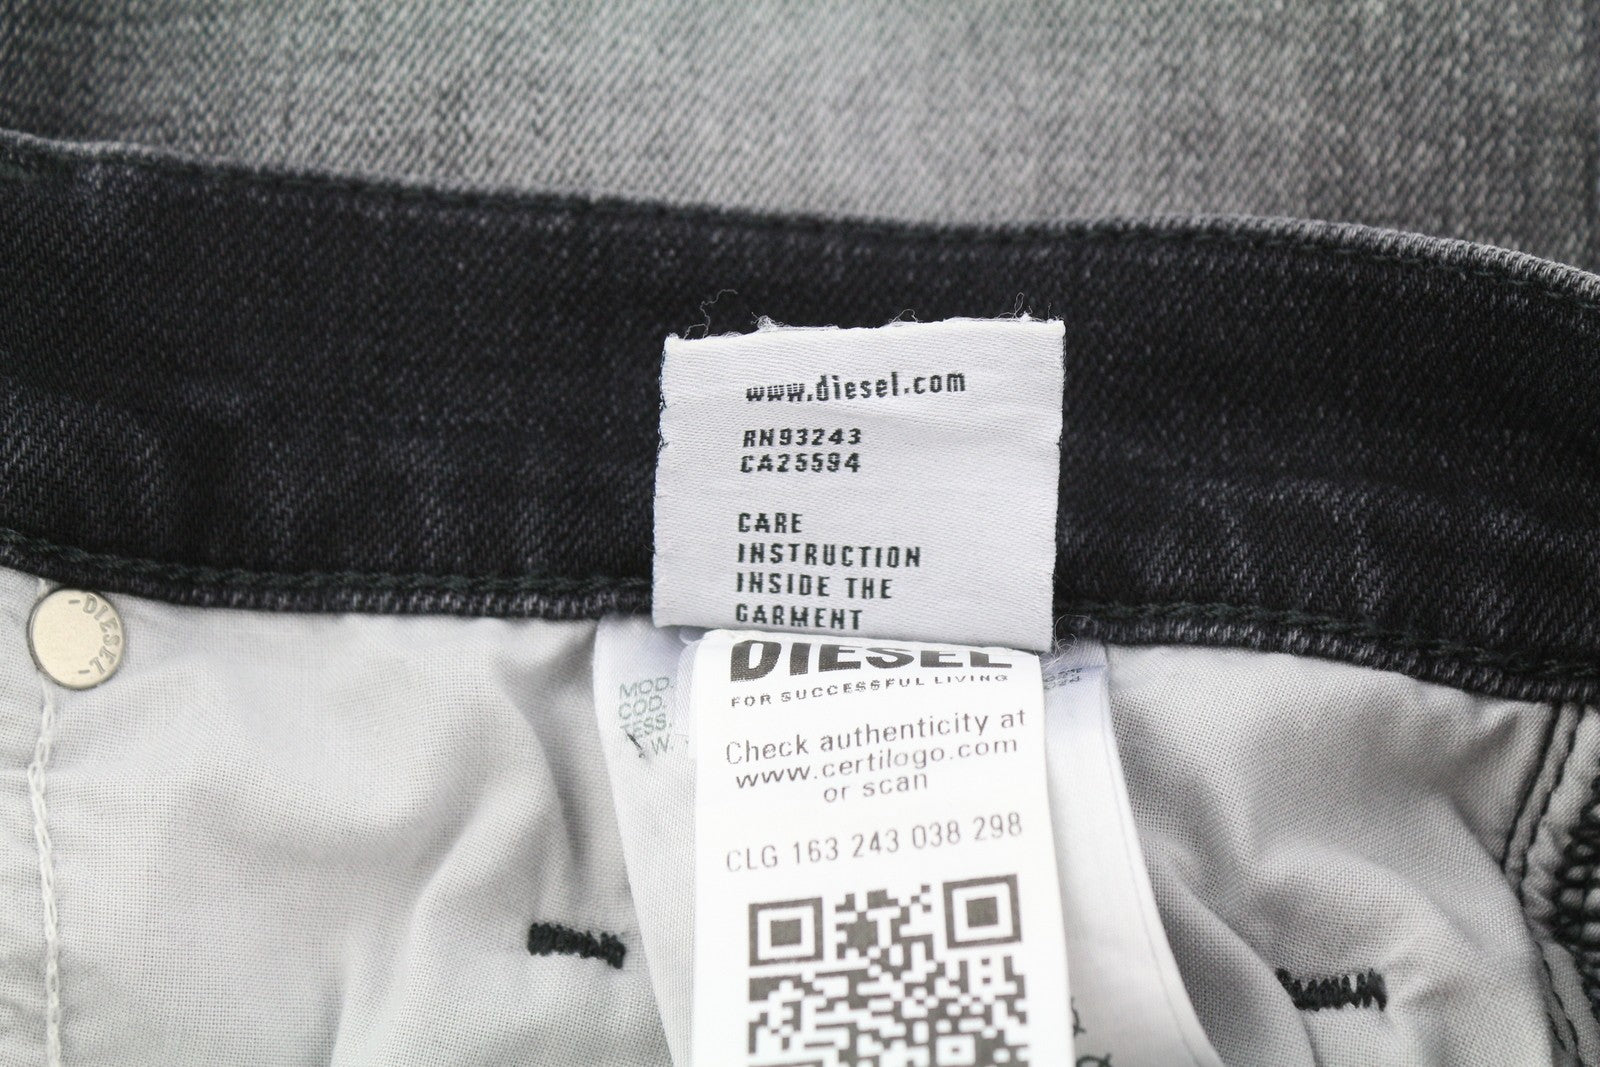 www.diesel.com
RN93243
CA25594
CARE
INSTRUCTION
INSIDE THE
GARMENT
DIESEL
FOR SUCCESSFUL LIVING
Check authenticity at
www.certilogo.com
or scan
CLG 163 243 038 298
MOD.
COD.
TESS.
W.
-DIESEL-